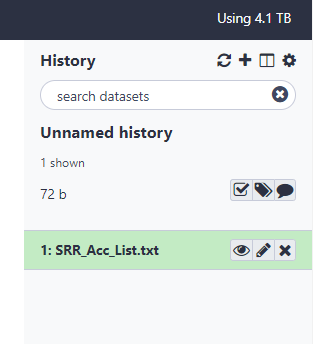 Using 4.1 TB
History
search datasets
Unnamed history
1 shown
72 b
1: SRR_Acc_List.txt